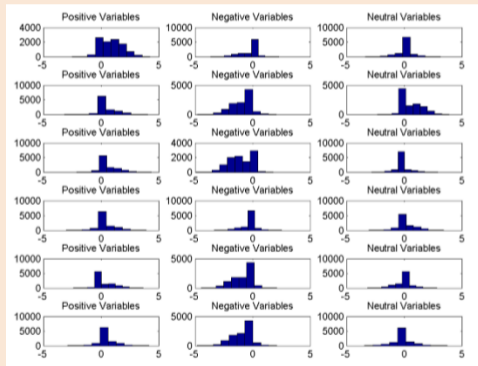 Positive Variables Negative Variables Neutral Variables
4000 10000 10000
2000 5000 5000
0 0 0
-5 0 5 -5 0 5 -5 0 5
Positive Variables Negative Variables Neutral Variables
10000 5000 5000
5000
0 0 0
-5 0 5 -5 0 5 -5 0 5
Positive Variables Negative Variables Neutral Variables
10000 4000 10000
5000 2000 5000
0 0 0
-5 0 5 -5 0 5 -5 0 5
Positive Variables Negative Variables Neutral Variables
10000 10000 10000
5000 5000 5000
0 0 0
-5 0 5 -5 0 5 -5 0 5
Positive Variables Negative Variables Neutral Variables
10000 5000 10000
5000 5000
0 0 0
-5 0 5 -5 0 5 -5 0 5
Positive Variables Negative Variables Neutral Variables
10000 5000 10000
5000 5000
0 0 0
-5 0 5 -5 0 5 -5 0 5